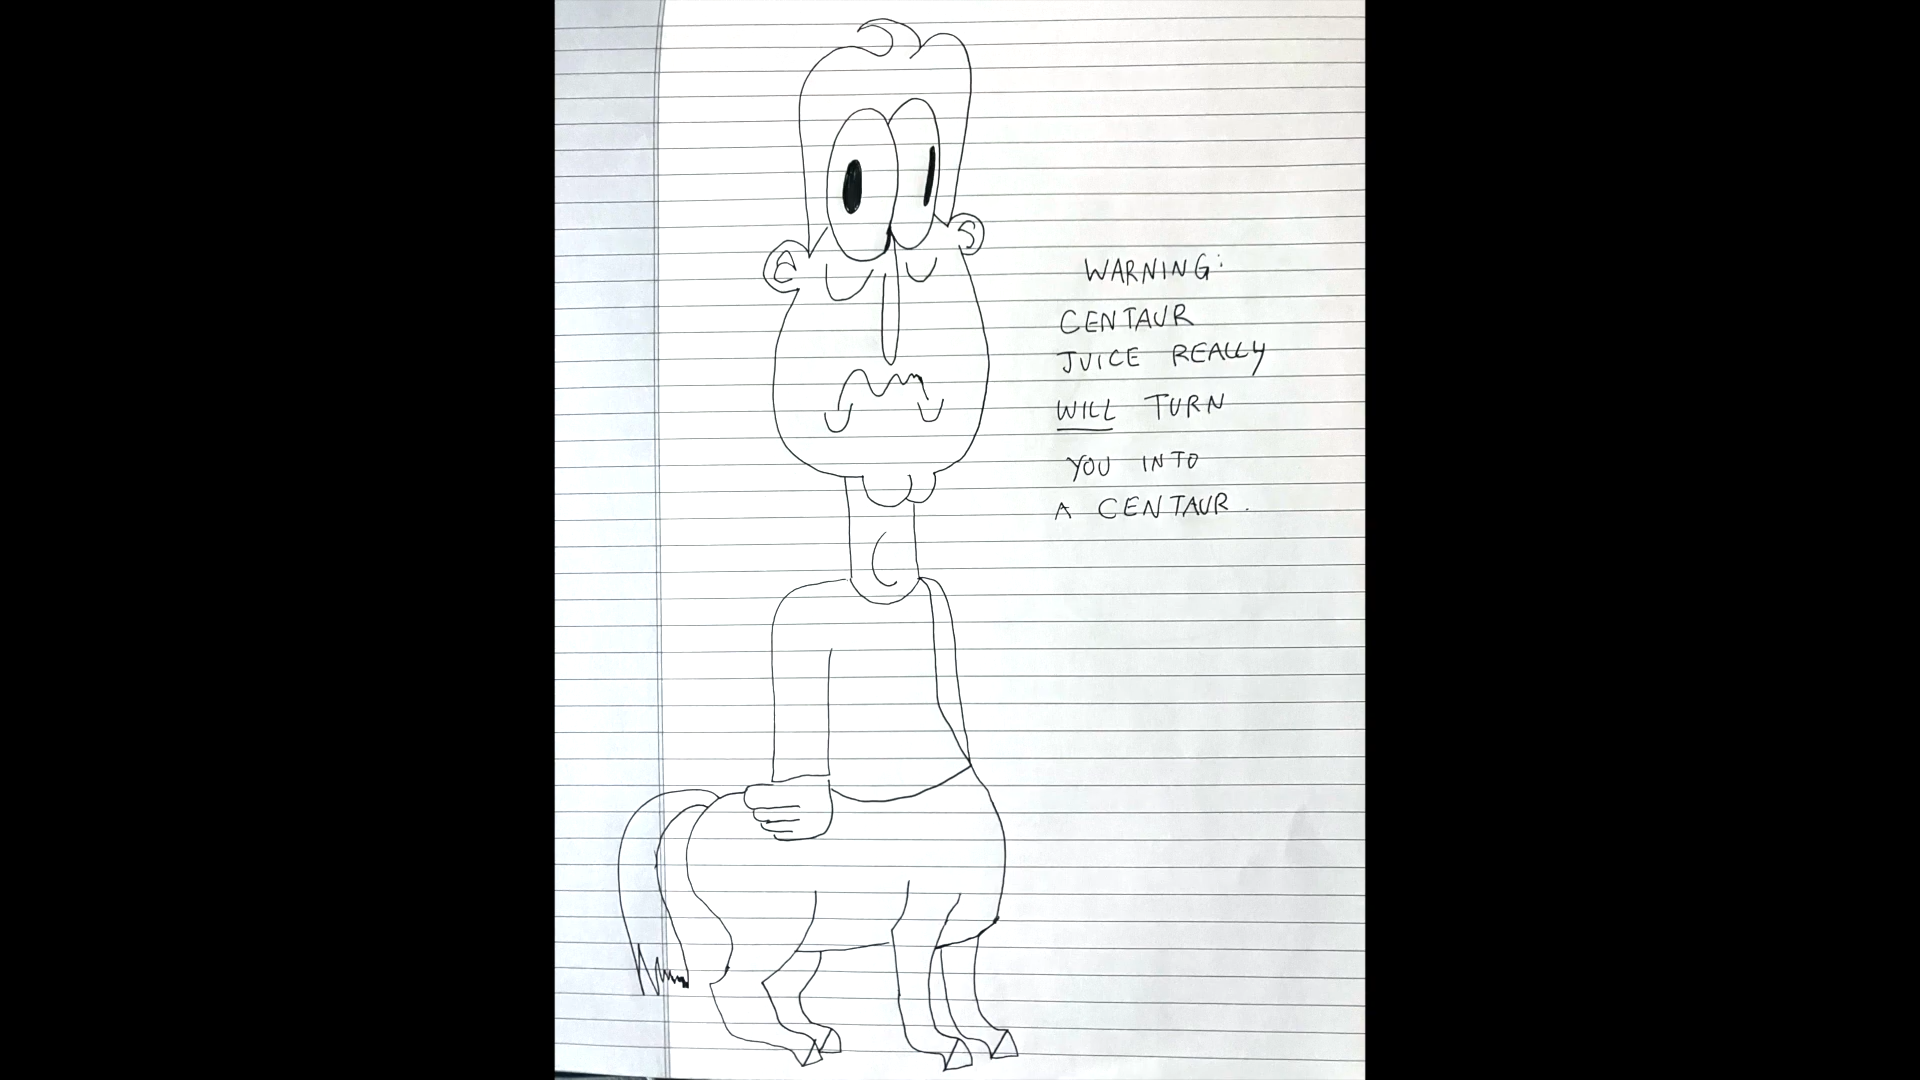 WARNING:
CENTAUR
JUICE REALLY
WILL TURN
YOU INTO
A CENTAUR.